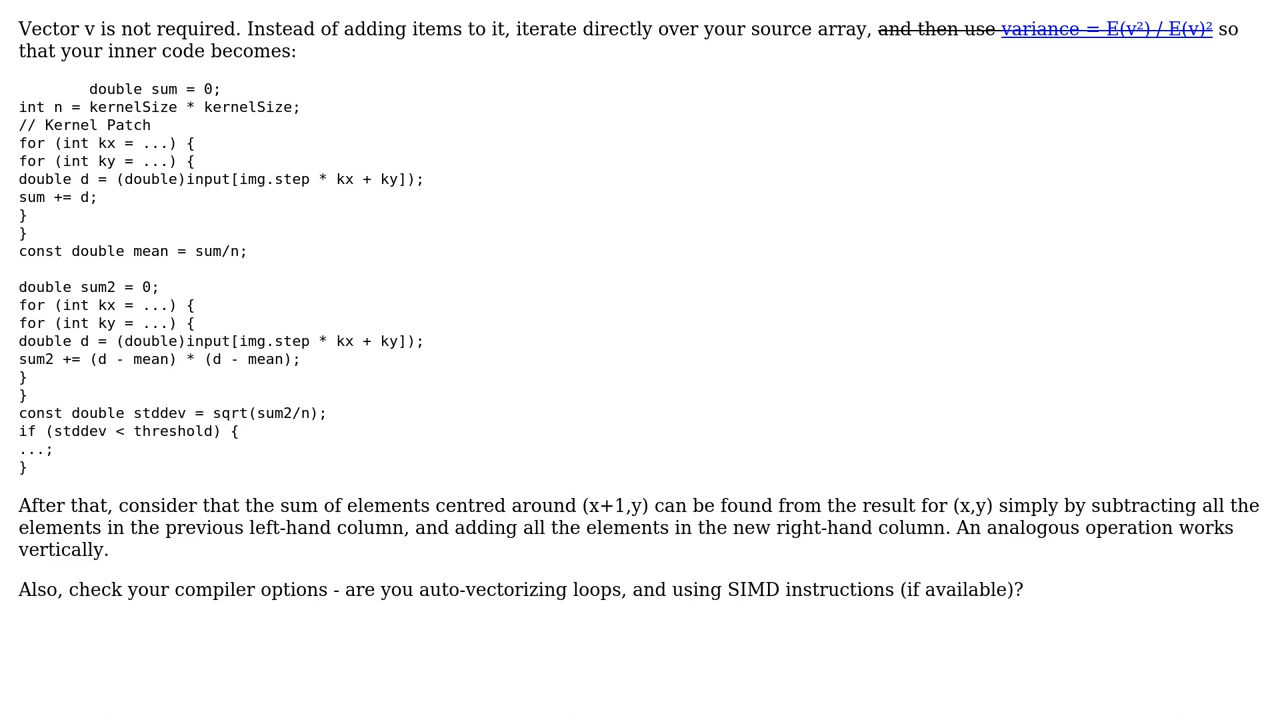 Vector v is not required. Instead of adding items to it, iterate directly over your source array, and then use variance = E(v²) / E(v)² so
that your inner code becomes:
double sum = 0;
int n = kernelSize * kernelSize;
// Kernel Patch
for (int kx = ...) {
for (int ky = ...) {
double d = (double)input[img.step * kx + ky]);
sum += d;
}
}
const double mean = sum/n;
double sum2 = 0;
for (int kx = ...) {
for (int ky = ...) {
double d = (double)input[img.step * kx + ky]);
sum2 += (d - mean) * (d - mean);
}
}
const double stddev = sqrt(sum2/n);
if (stddev < threshold) {
...;
}
After that, consider that the sum of elements centred around (x+1,y) can be found from the result for (x,y) simply by subtracting all the
elements in the previous left-hand column, and adding all the elements in the new right-hand column. An analogous operation works
vertically.
Also, check your compiler options - are you auto-vectorizing loops, and using SIMD instructions (if available)?